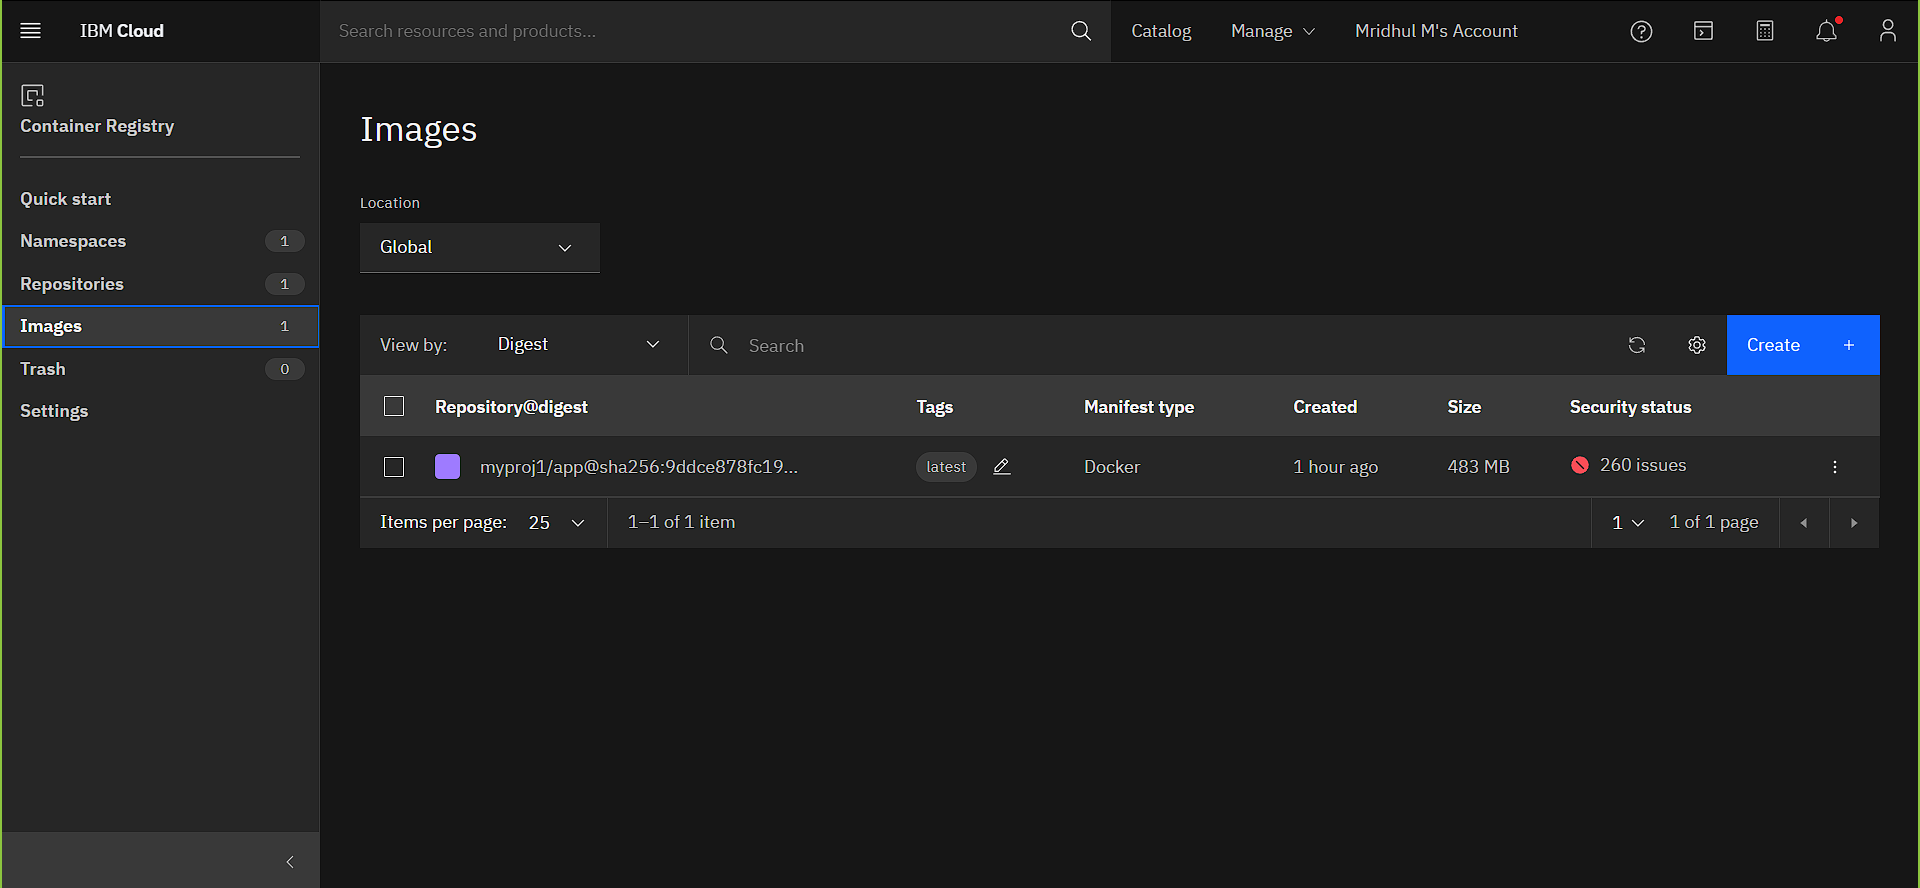 IBM Cloud
Search resources and products...
Catalog
Manage
Mridhul M's Account
Container Registry
Quick start
Namespaces 1
Repositories 1
Images 1
Trash 0
Settings
Images
Location
Global
View by: Digest
Search
Create +
Repository@digest Tags Manifest type Created Size Security status
myproj1/app@sha256:9ddce878fc19... latest Docker 1 hour ago 483 MB 260 issues
Items per page: 25 1–1 of 1 item 1 1 of 1 page